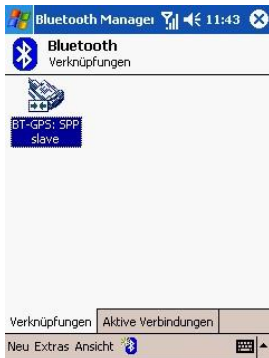 Bluetooth Manager 11:43
Bluetooth
Verknüpfungen
BT-GPS: SPP
slave
Verknüpfungen Aktive Verbindungen
Neu Extras Ansicht